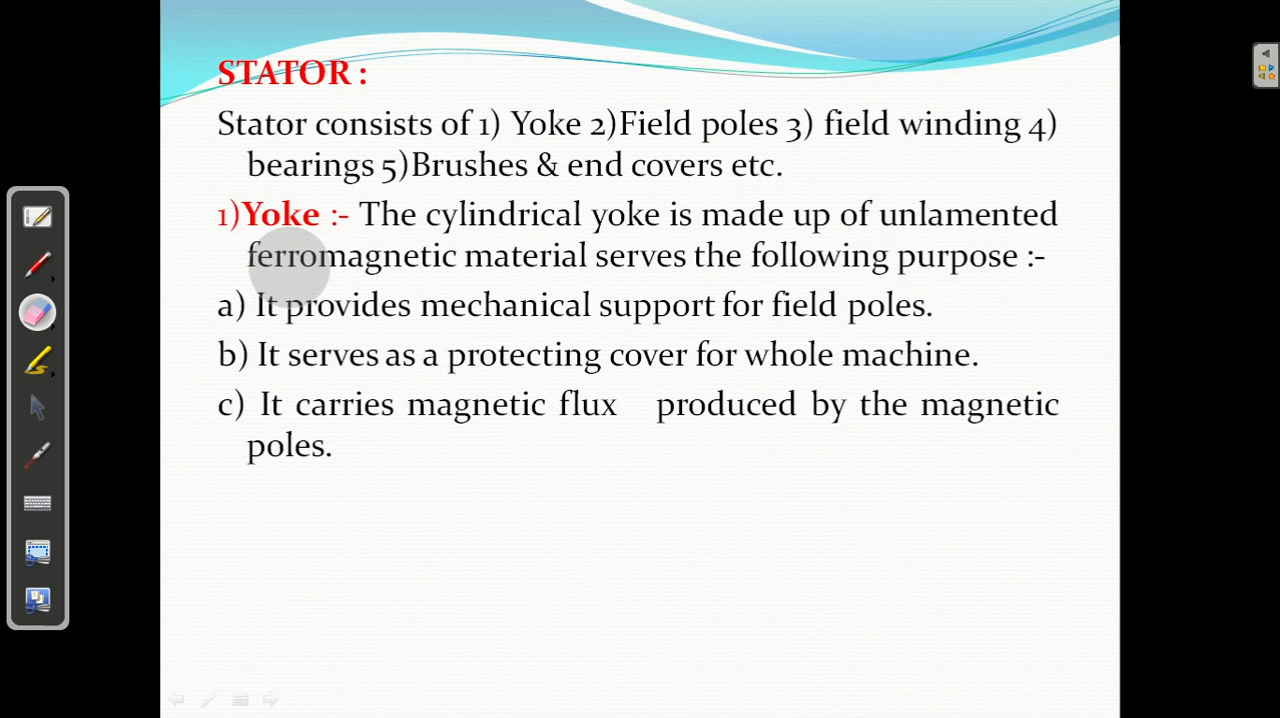 STATOR :
Stator consists of 1) Yoke 2)Field poles 3) field winding 4)
bearings 5)Brushes & end covers etc.
1)Yoke :- The cylindrical yoke is made up of unlamented
ferromagnetic material serves the following purpose :-
a) It provides mechanical support for field poles.
b) It serves as a protecting cover for whole machine.
c) It carries magnetic flux produced by the magnetic
poles.